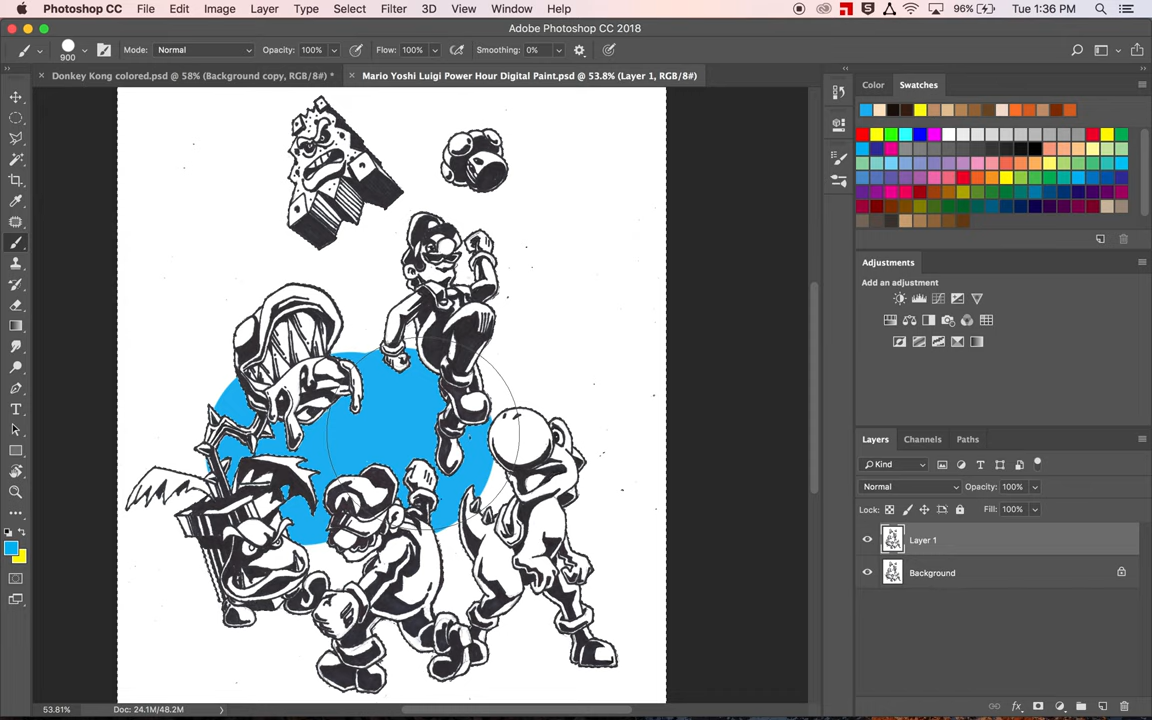 Photoshop CC File Edit Image Layer Type Select Filter 3D View Window Help 96% Tue 1:36 PM
Adobe Photoshop CC 2018
900 Mode: Normal Opacity: 100% Flow: 100% Smoothing: 0%
Donkey Kong colored.psd @ 58% (Background copy, RGB/8#) * Mario Yoshi Luigi Power Hour Digital Paint.psd @ 53.8% (Layer 1, RGB/8#)
Color Swatches
Adjustments
Add an adjustment
Layers Channels Paths
Kind
Normal Opacity: 100%
Lock: Fill: 100%
Layer 1
Background
53.81% Doc: 24.1M/48.2M